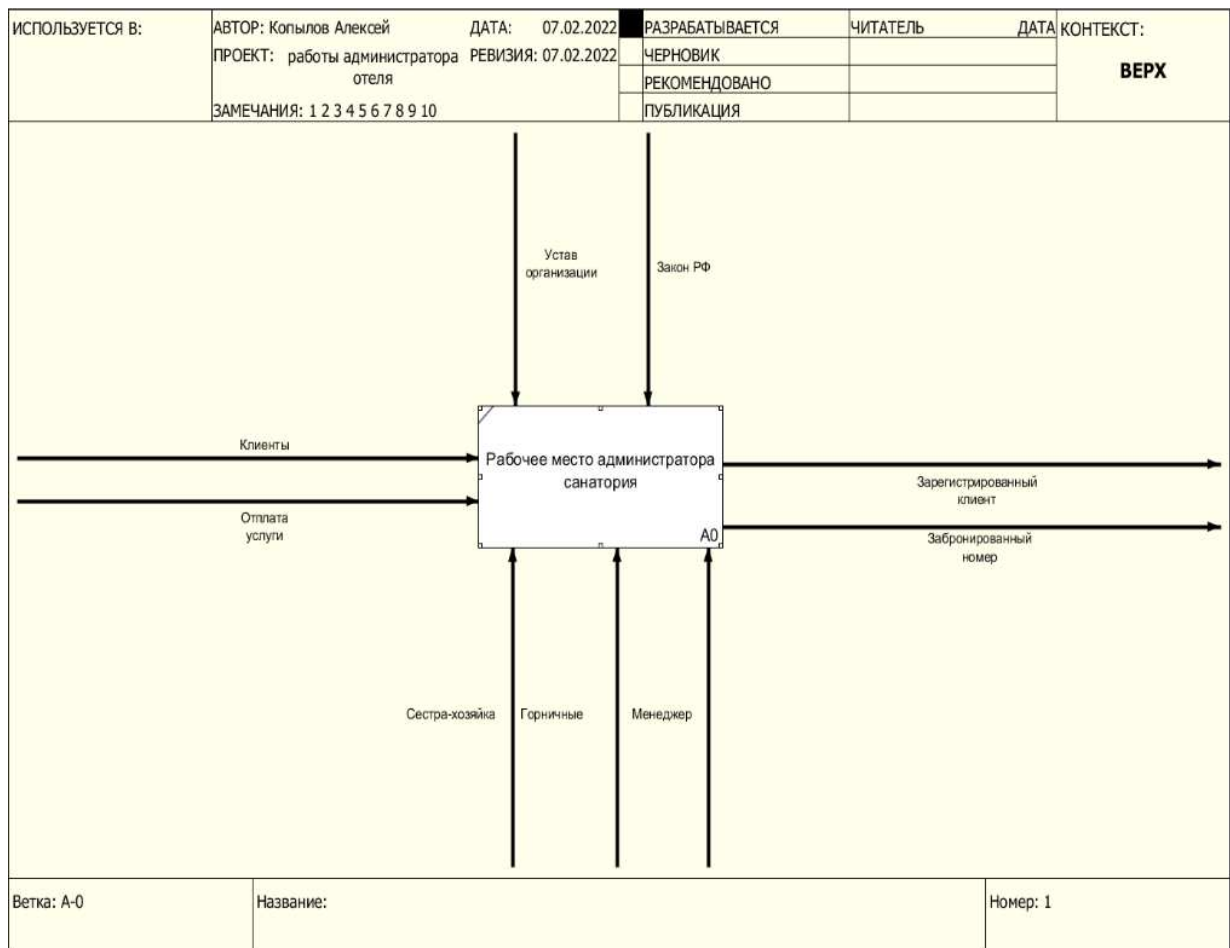 ИСПОЛЬЗУЕТСЯ В:
АВТОР: Копылов Алексей
ДАТА: 07.02.2022
ПРОЕКТ: работы администратора
отеля
РЕВИЗИЯ: 07.02.2022
ЗАМЕЧАНИЯ: 1 2 3 4 5 6 7 8 9 10
РАЗРАБАТЫВАЕТСЯ
ЧЕРНОВИК
РЕКОМЕНДОВАНО
ПУБЛИКАЦИЯ
ЧИТАТЕЛЬ
ДАТА
КОНТЕКСТ:
ВЕРХ
Устав
организации
Закон РФ
Клиенты
Отплата
услуги
Рабочее место администратора
санатория
A0
Зарегистрированный
клиент
Забронированный
номер
Сестра-хозяйка
Горничные
Менеджер
Ветка: A-0
Название:
Номер: 1